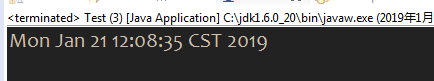 <terminated> Test (3) [Java Application] C:\jdk1.6.0_20\bin\javaw.exe (2019年1月
Mon Jan 21 12:08:35 CST 2019